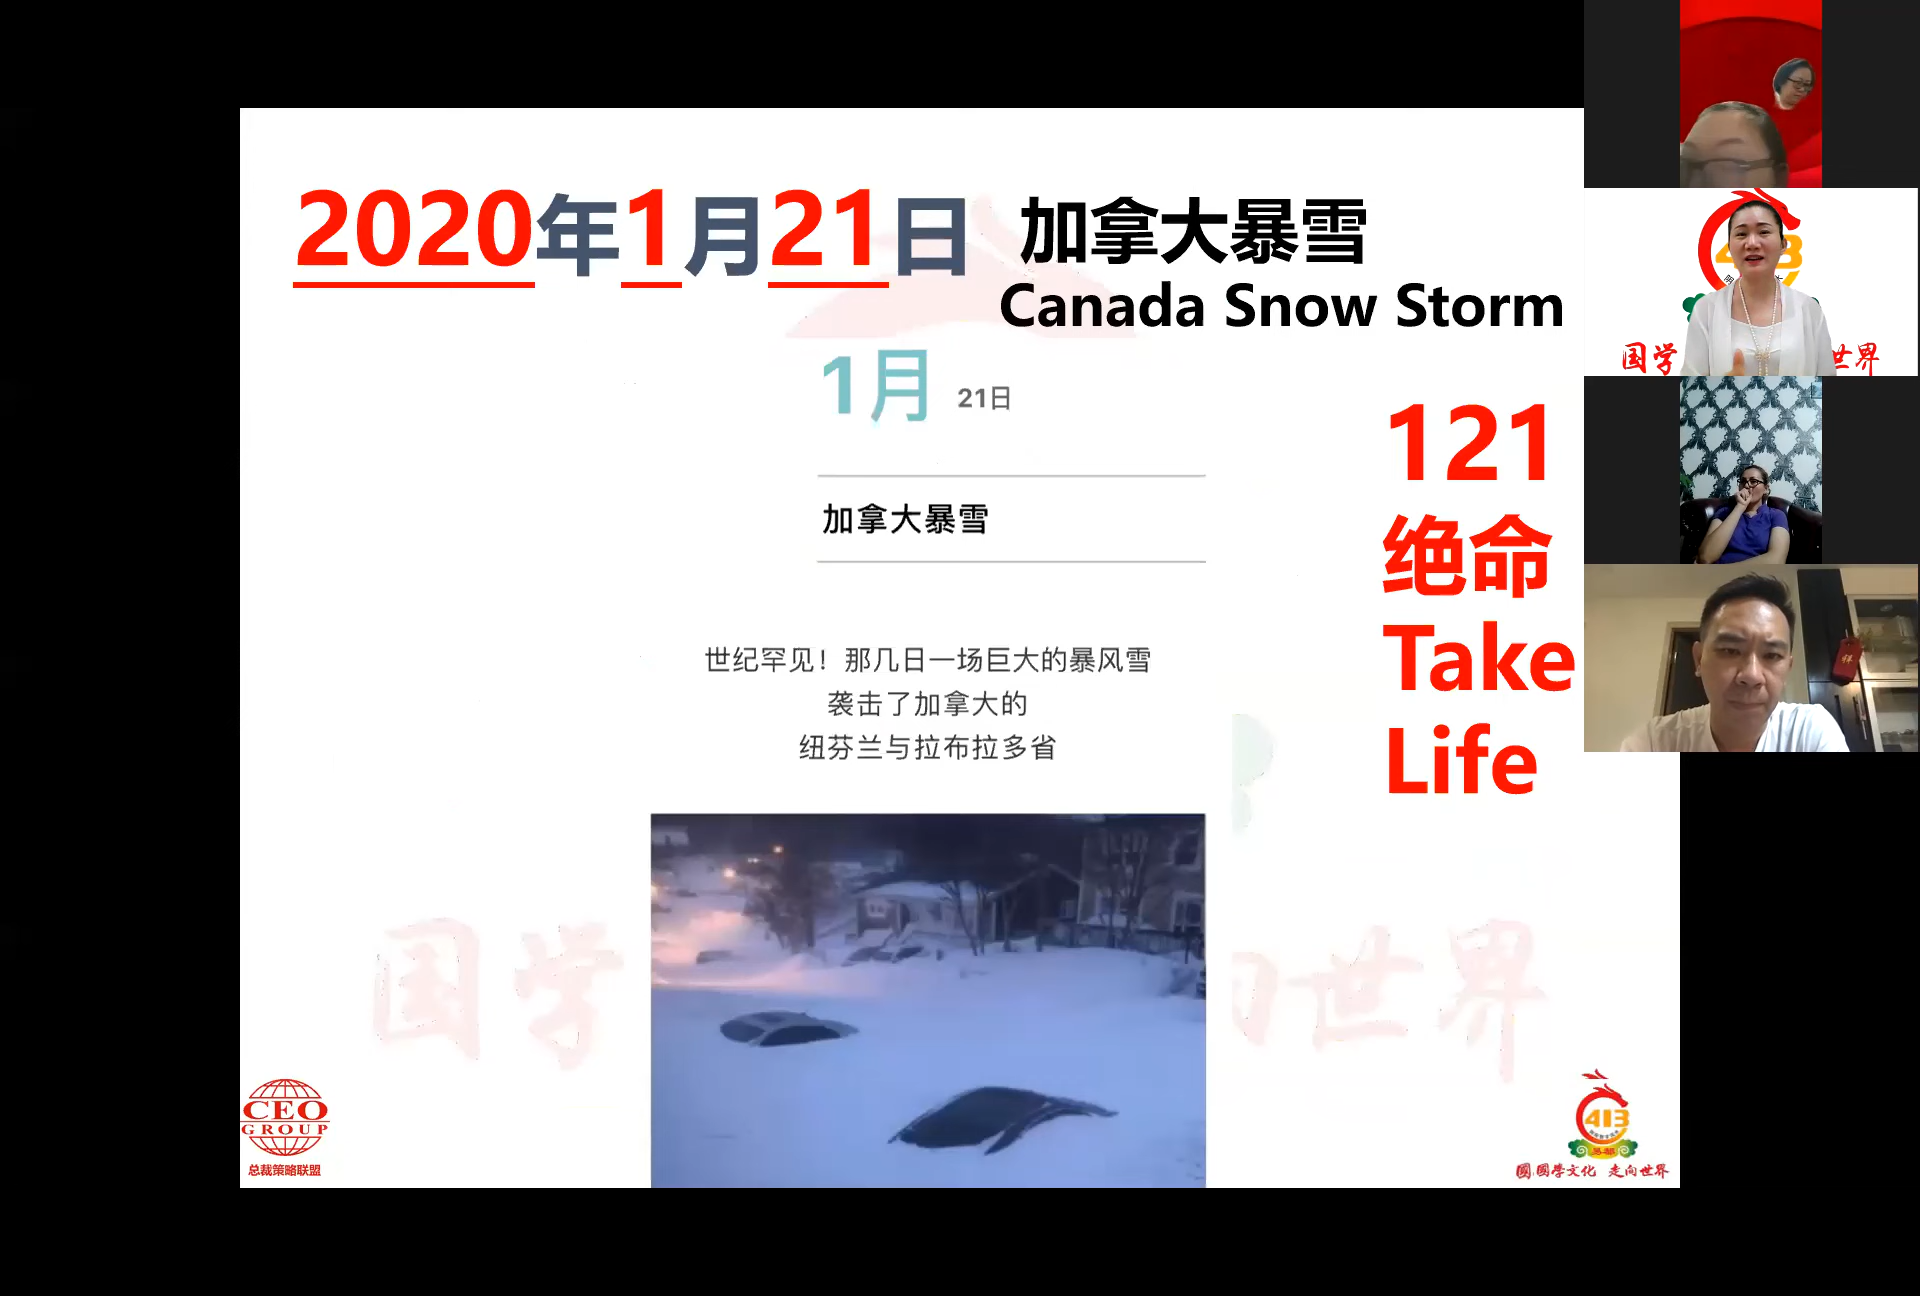 2020年1月21日
加拿大暴雪
Canada Snow Storm
1月 21日
加拿大暴雪
世纪罕见！那几日一场巨大的暴风雪
袭击了加拿大的
纽芬兰与拉布拉多省
121
绝命
Take
Life
国学
向世界
CEO
GROUP
总裁策略联盟
413
易都
国学文化 走向世界
国学
世界